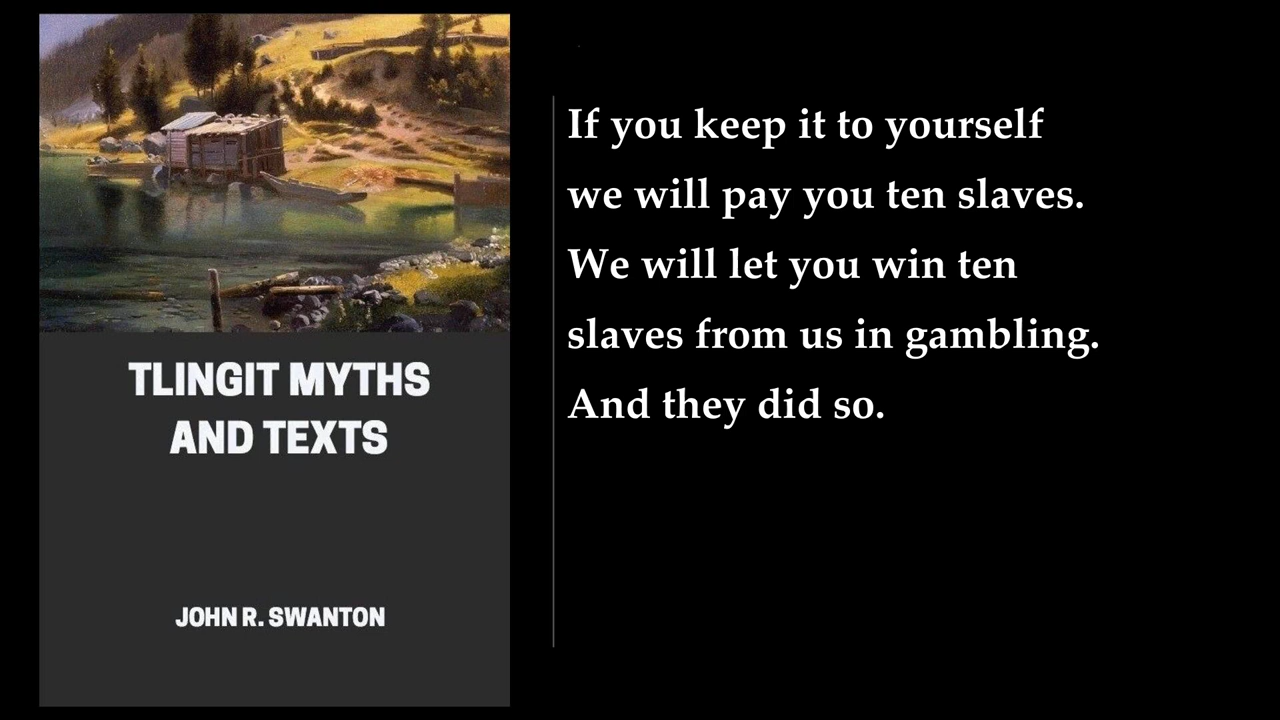 TLINGIT MYTHS
AND TEXTS
JOHN R. SWANTON
If you keep it to yourself
we will pay you ten slaves.
We will let you win ten
slaves from us in gambling.
And they did so.